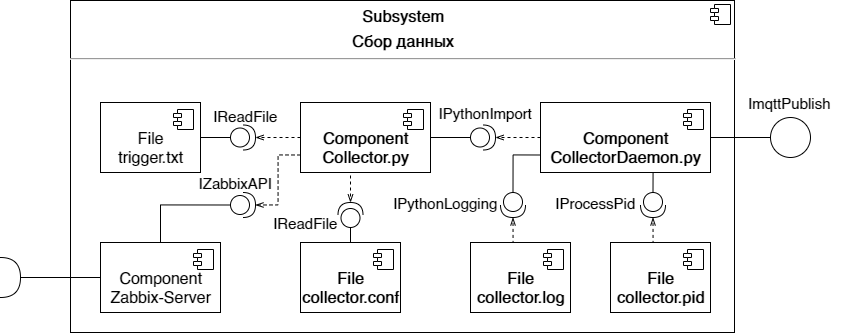 Subsystem
Сбор данных
ImqttPublish
IReadFile
IPythonImport
File
trigger.txt
Component
Collector.py
Component
CollectorDaemon.py
IZabbixAPI
IReadFile
IPythonLogging
IProcessPid
Component
Zabbix-Server
File
collector.conf
File
collector.log
File
collector.pid